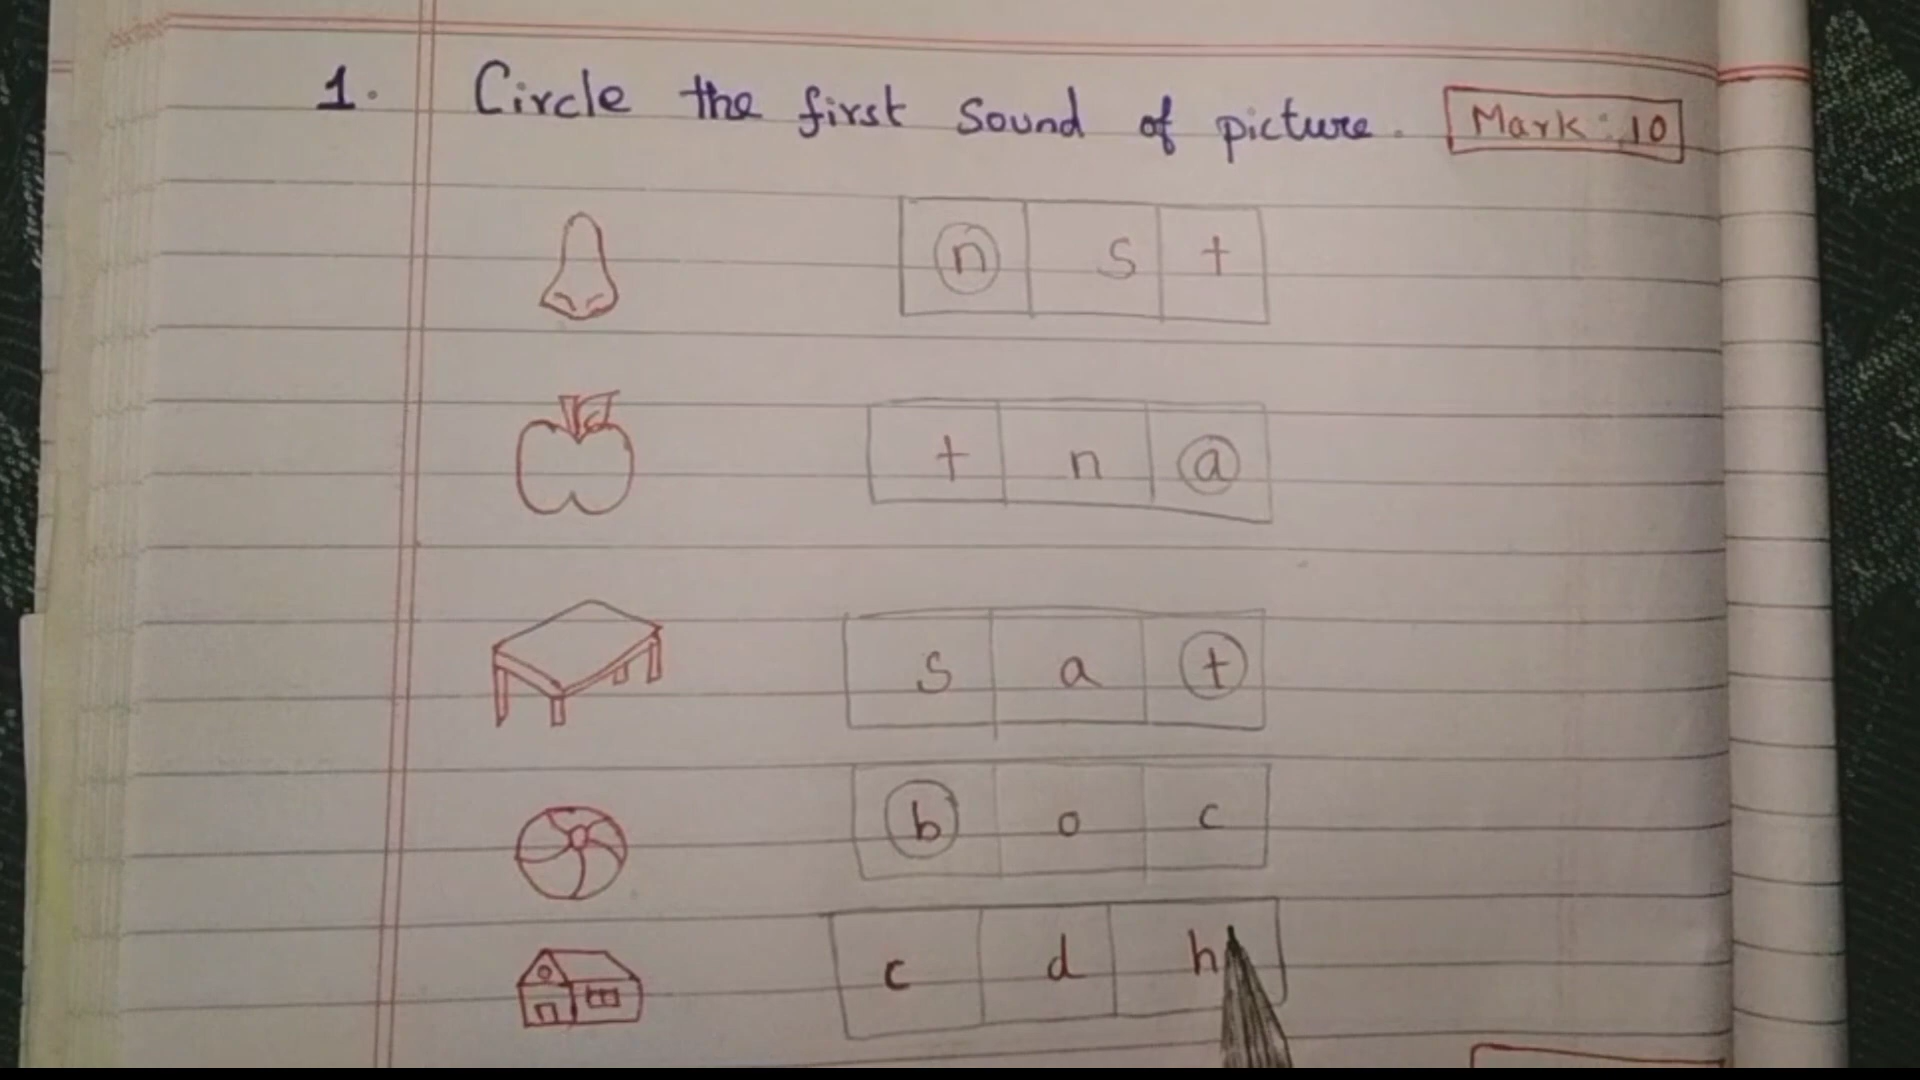 1. Circle the first sound of picture. Mark: 10
n s t
t n a
s a t
b o c
c d h